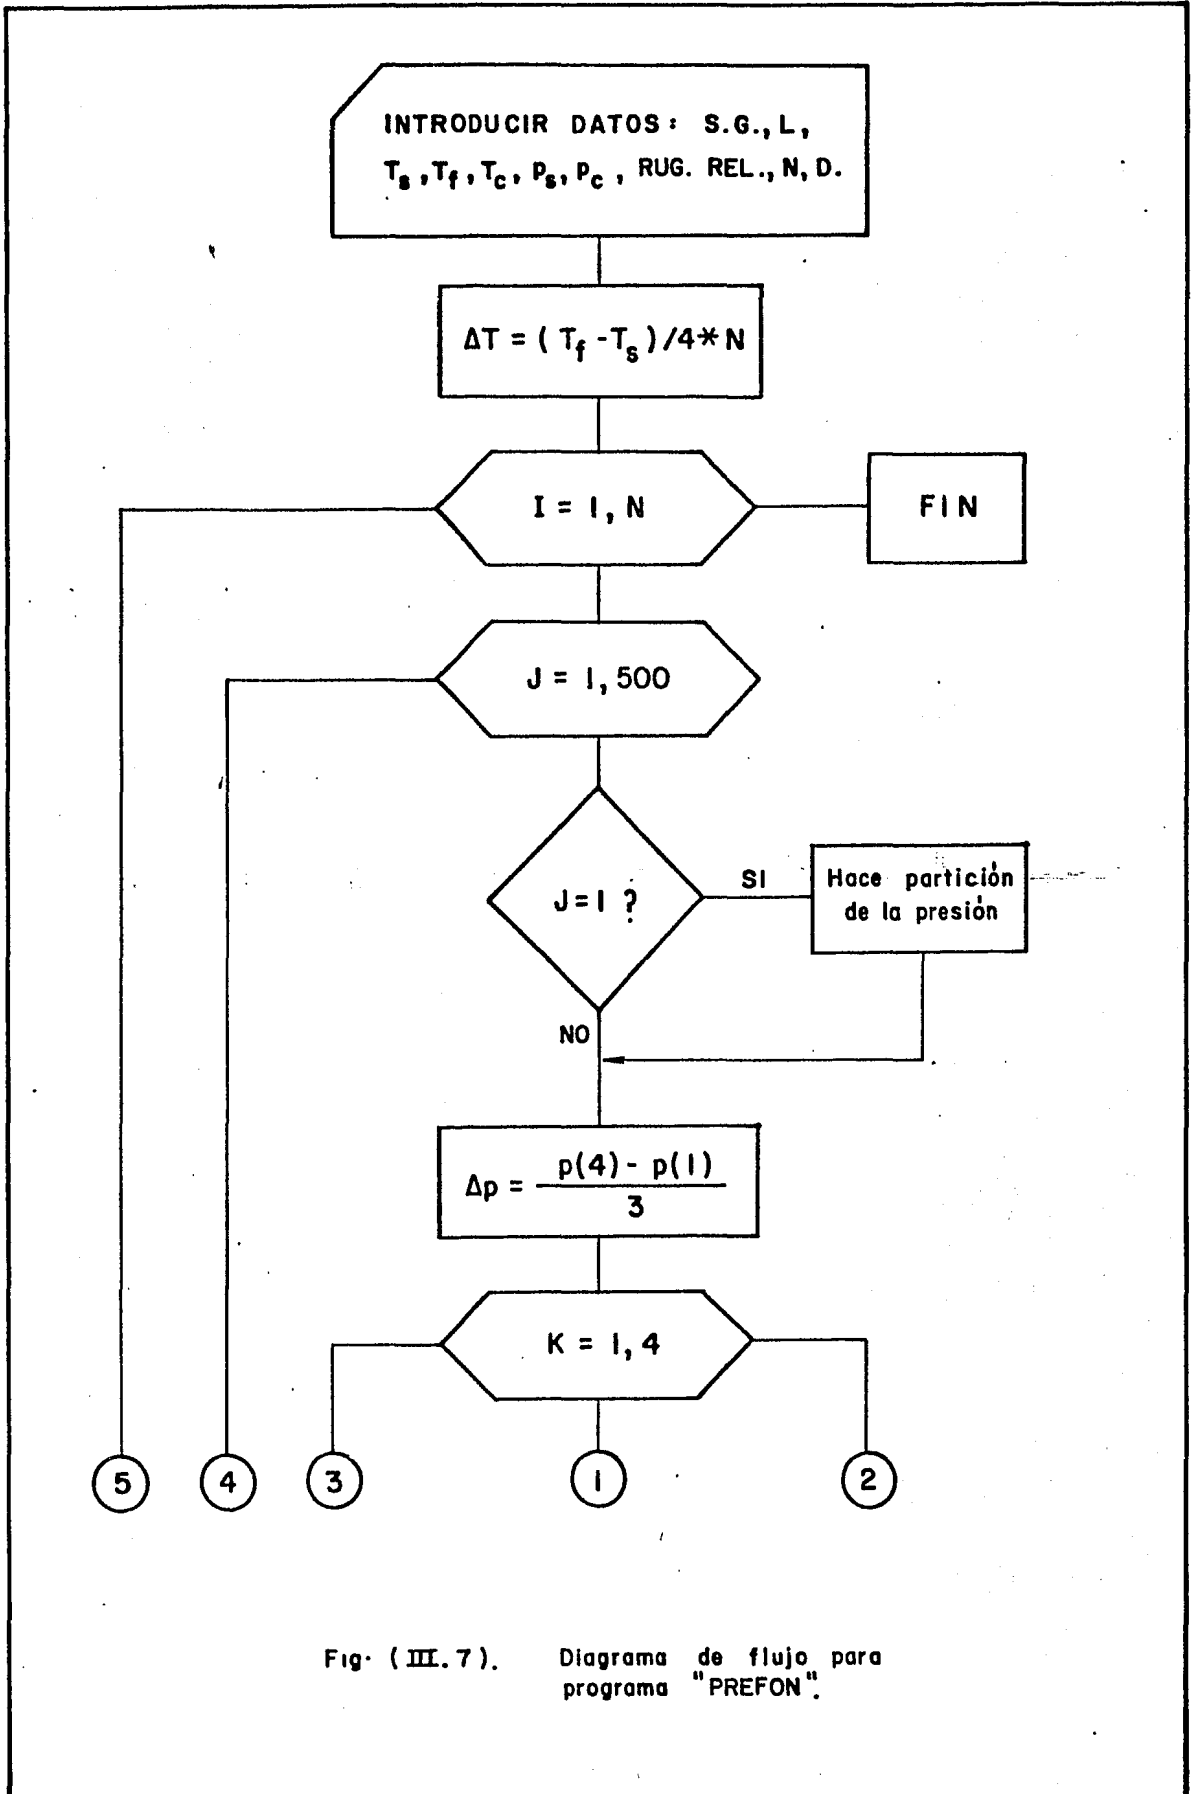 INTRODUCIR DATOS: S.G., L,
Ts, Tf, Tc, ps, pc, RUG. REL., N, D.
ΔT = ( Tf - Ts ) /4* N
I = 1, N
FIN
J = 1, 500
J=1 ?
SI
Hace partición
de la presión
NO
Δp = p(4) - p(1)
3
K = 1, 4
5
4
3
1
2
Fig. ( III. 7 ). Diagrama de flujo para
programa "PREFON".